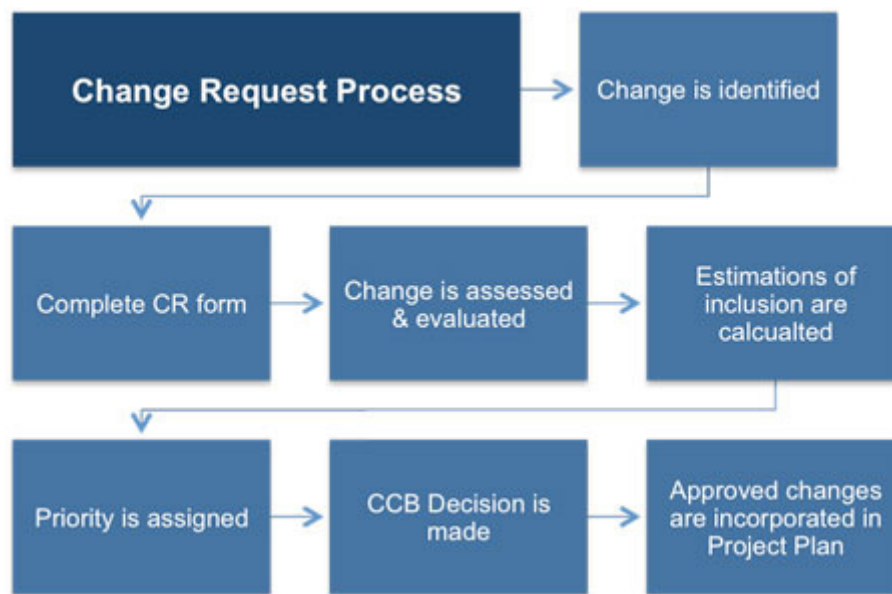 Change Request Process
Change is identified
Complete CR form
Change is assessed
& evaluated
Estimations of
inclusion are
calcualted
Priority is assigned
CCB Decision is
made
Approved changes
are incorporated in
Project Plan